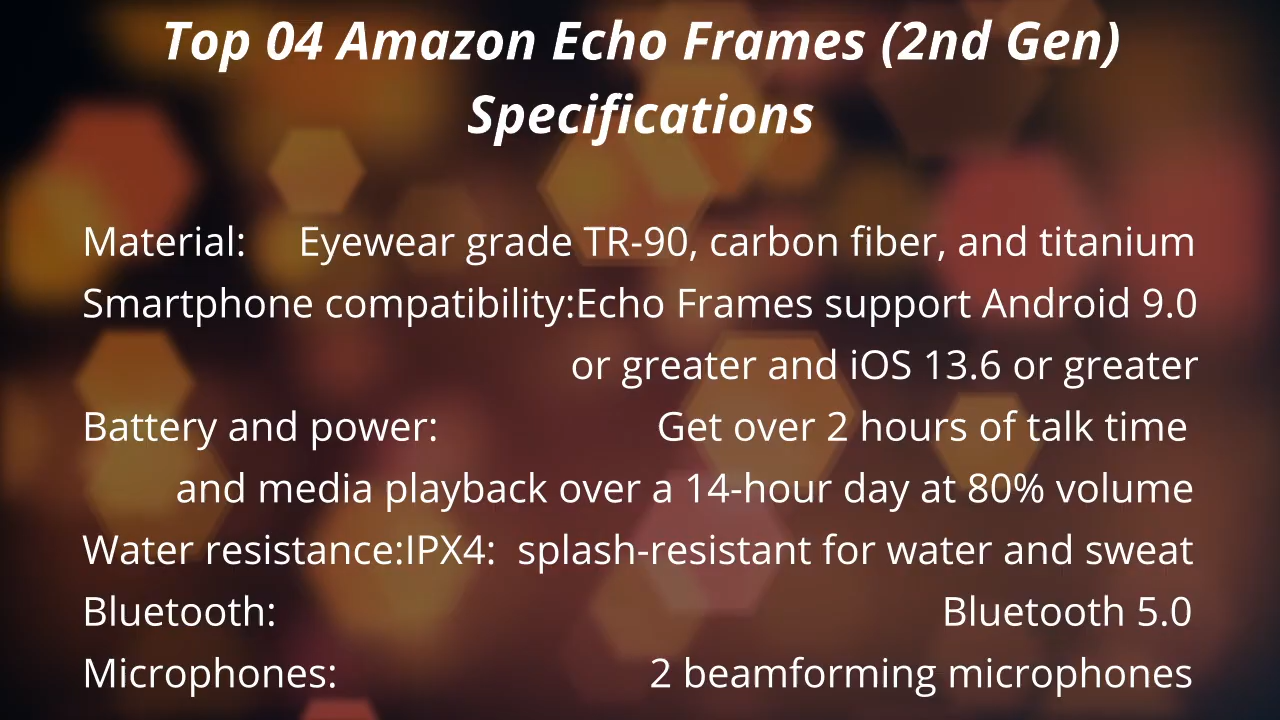 Top 04 Amazon Echo Frames (2nd Gen)
Specifications
Material: Eyewear grade TR-90, carbon fiber, and titanium
Smartphone compatibility:Echo Frames support Android 9.0
or greater and iOS 13.6 or greater
Battery and power: Get over 2 hours of talk time
and media playback over a 14-hour day at 80% volume
Water resistance:IPX4: splash-resistant for water and sweat
Bluetooth: Bluetooth 5.0
Microphones: 2 beamforming microphones